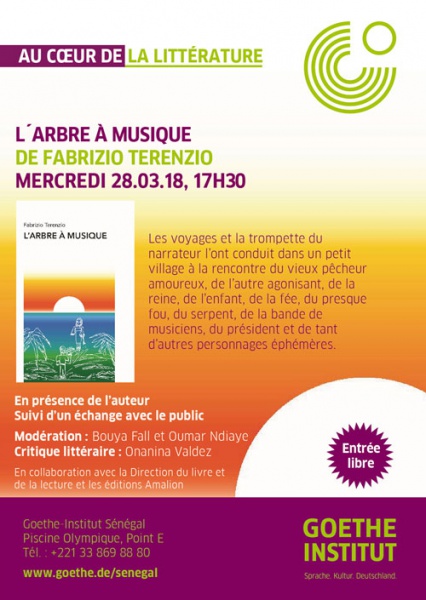 AU CŒUR DE LA LITTÉRATURE
L´ARBRE À MUSIQUE
DE FABRIZIO TERENZIO
MERCREDI 28.03.18, 17H30
Fabrizio Terenzio
L'ARBRE À MUSIQUE
Les voyages et la trompette du
narrateur l'ont conduit dans un petit
village à la rencontre du vieux pêcheur
amoureux, de l'autre agonisant, de la
reine, de l'enfant, de la fée, du presque
fou, du serpent, de la bande de
musiciens, du président et de tant
d'autres personnages éphémères.
En présence de l'auteur
Suivi d'un échange avec le public
Modération : Bouya Fall et Oumar Ndiaye
Critique littéraire : Onanina Valdez
En collaboration avec la Direction du livre et
de la lecture et les éditions Amalion
Entrée
libre
Goethe-Institut Sénégal
Piscine Olympique, Point E
Tél. : +221 33 869 88 80
www.goethe.de/senegal
GOETHE
INSTITUT
Sprache. Kultur. Deutschland.